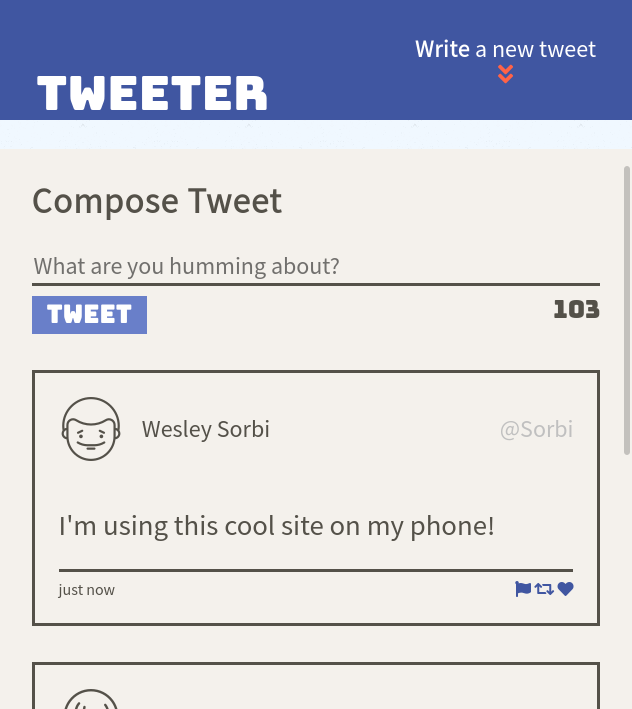 Write a new tweet
TWEETER
Compose Tweet
What are you humming about?
TWEET
103
Wesley Sorbi
@Sorbi
I'm using this cool site on my phone!
just now